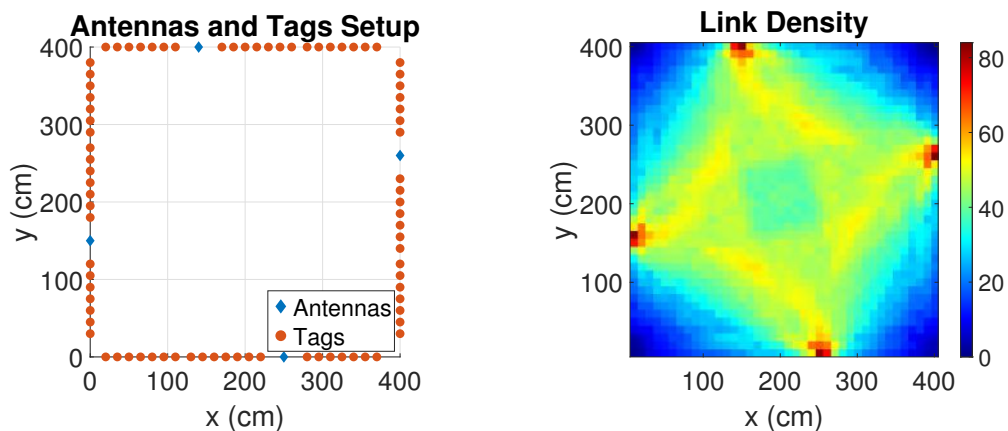 Antennas and Tags Setup
400
300
200
100
0
y (cm)
0 100 200 300 400
x (cm)
Antennas
Tags
Link Density
400
300
200
100
y (cm)
100 200 300 400
x (cm)
80
60
40
20
0